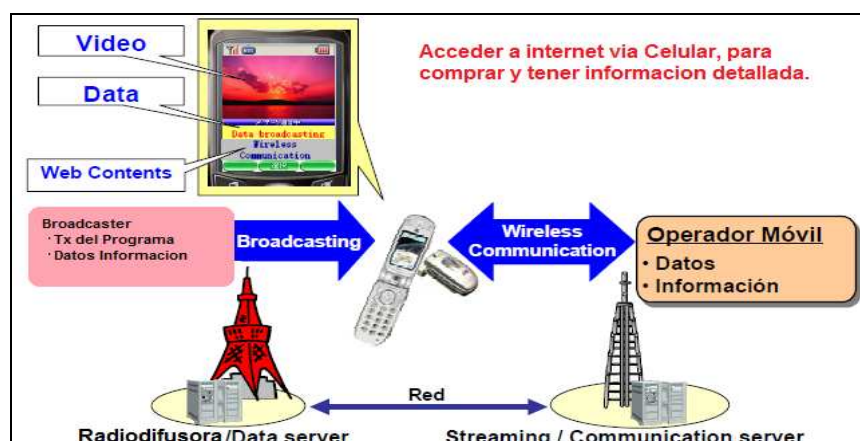 Video
Data
Web Contents
Data broadcasting
Wireless
Communication
Acceder a internet via Celular, para
comprar y tener informacion detallada.
Broadcaster
· Tx del Programa
· Datos Informacion
Broadcasting
Wireless
Communication
Operador Móvil
• Datos
• Información
Red
Radiodifusora/Data server
Streaming / Communication server